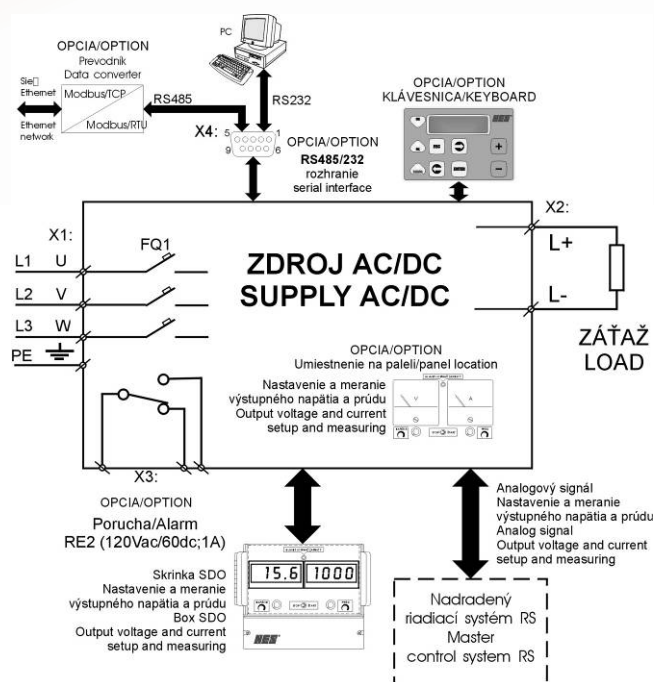 PC
OPCIA/OPTION
Prevodník
Data converter
Sie
Ethernet
Modbus/TCP
Modbus/RTU
Ethernet
network
RS485
RS232
X4:
5
1
9
6
OPCIA/OPTION
RS485/232
rozhranie
serial interface
OPCIA/OPTION
KLÁVESNICA/KEYBOARD
HES
X1:
L1 U
L2 V
L3 W
PE
FQ1
ZDROJ AC/DC
SUPPLY AC/DC
X2:
L+
L-
ZÁŤAŽ
LOAD
OPCIA/OPTION
Umiestnenie na paleli/panel location
Nastavenie a meranie
výstupného napätia a prúdu
Output voltage and current
setup and measuring
V
A
X3:
OPCIA/OPTION
Porucha/Alarm
RE2 (120Vac/60dc;1A)
Skrinka SDO
Nastavenie a meranie
výstupného napätia a prúdu
Box SDO
Output voltage and current
setup and measuring
15.6 1000
HES
Analogový signál
Nastavenie a meranie
výstupného napätia a prúdu
Analog signal
Output voltage and current
setup and measuring
Nadradený
riadiací systém RS
Master
control system RS